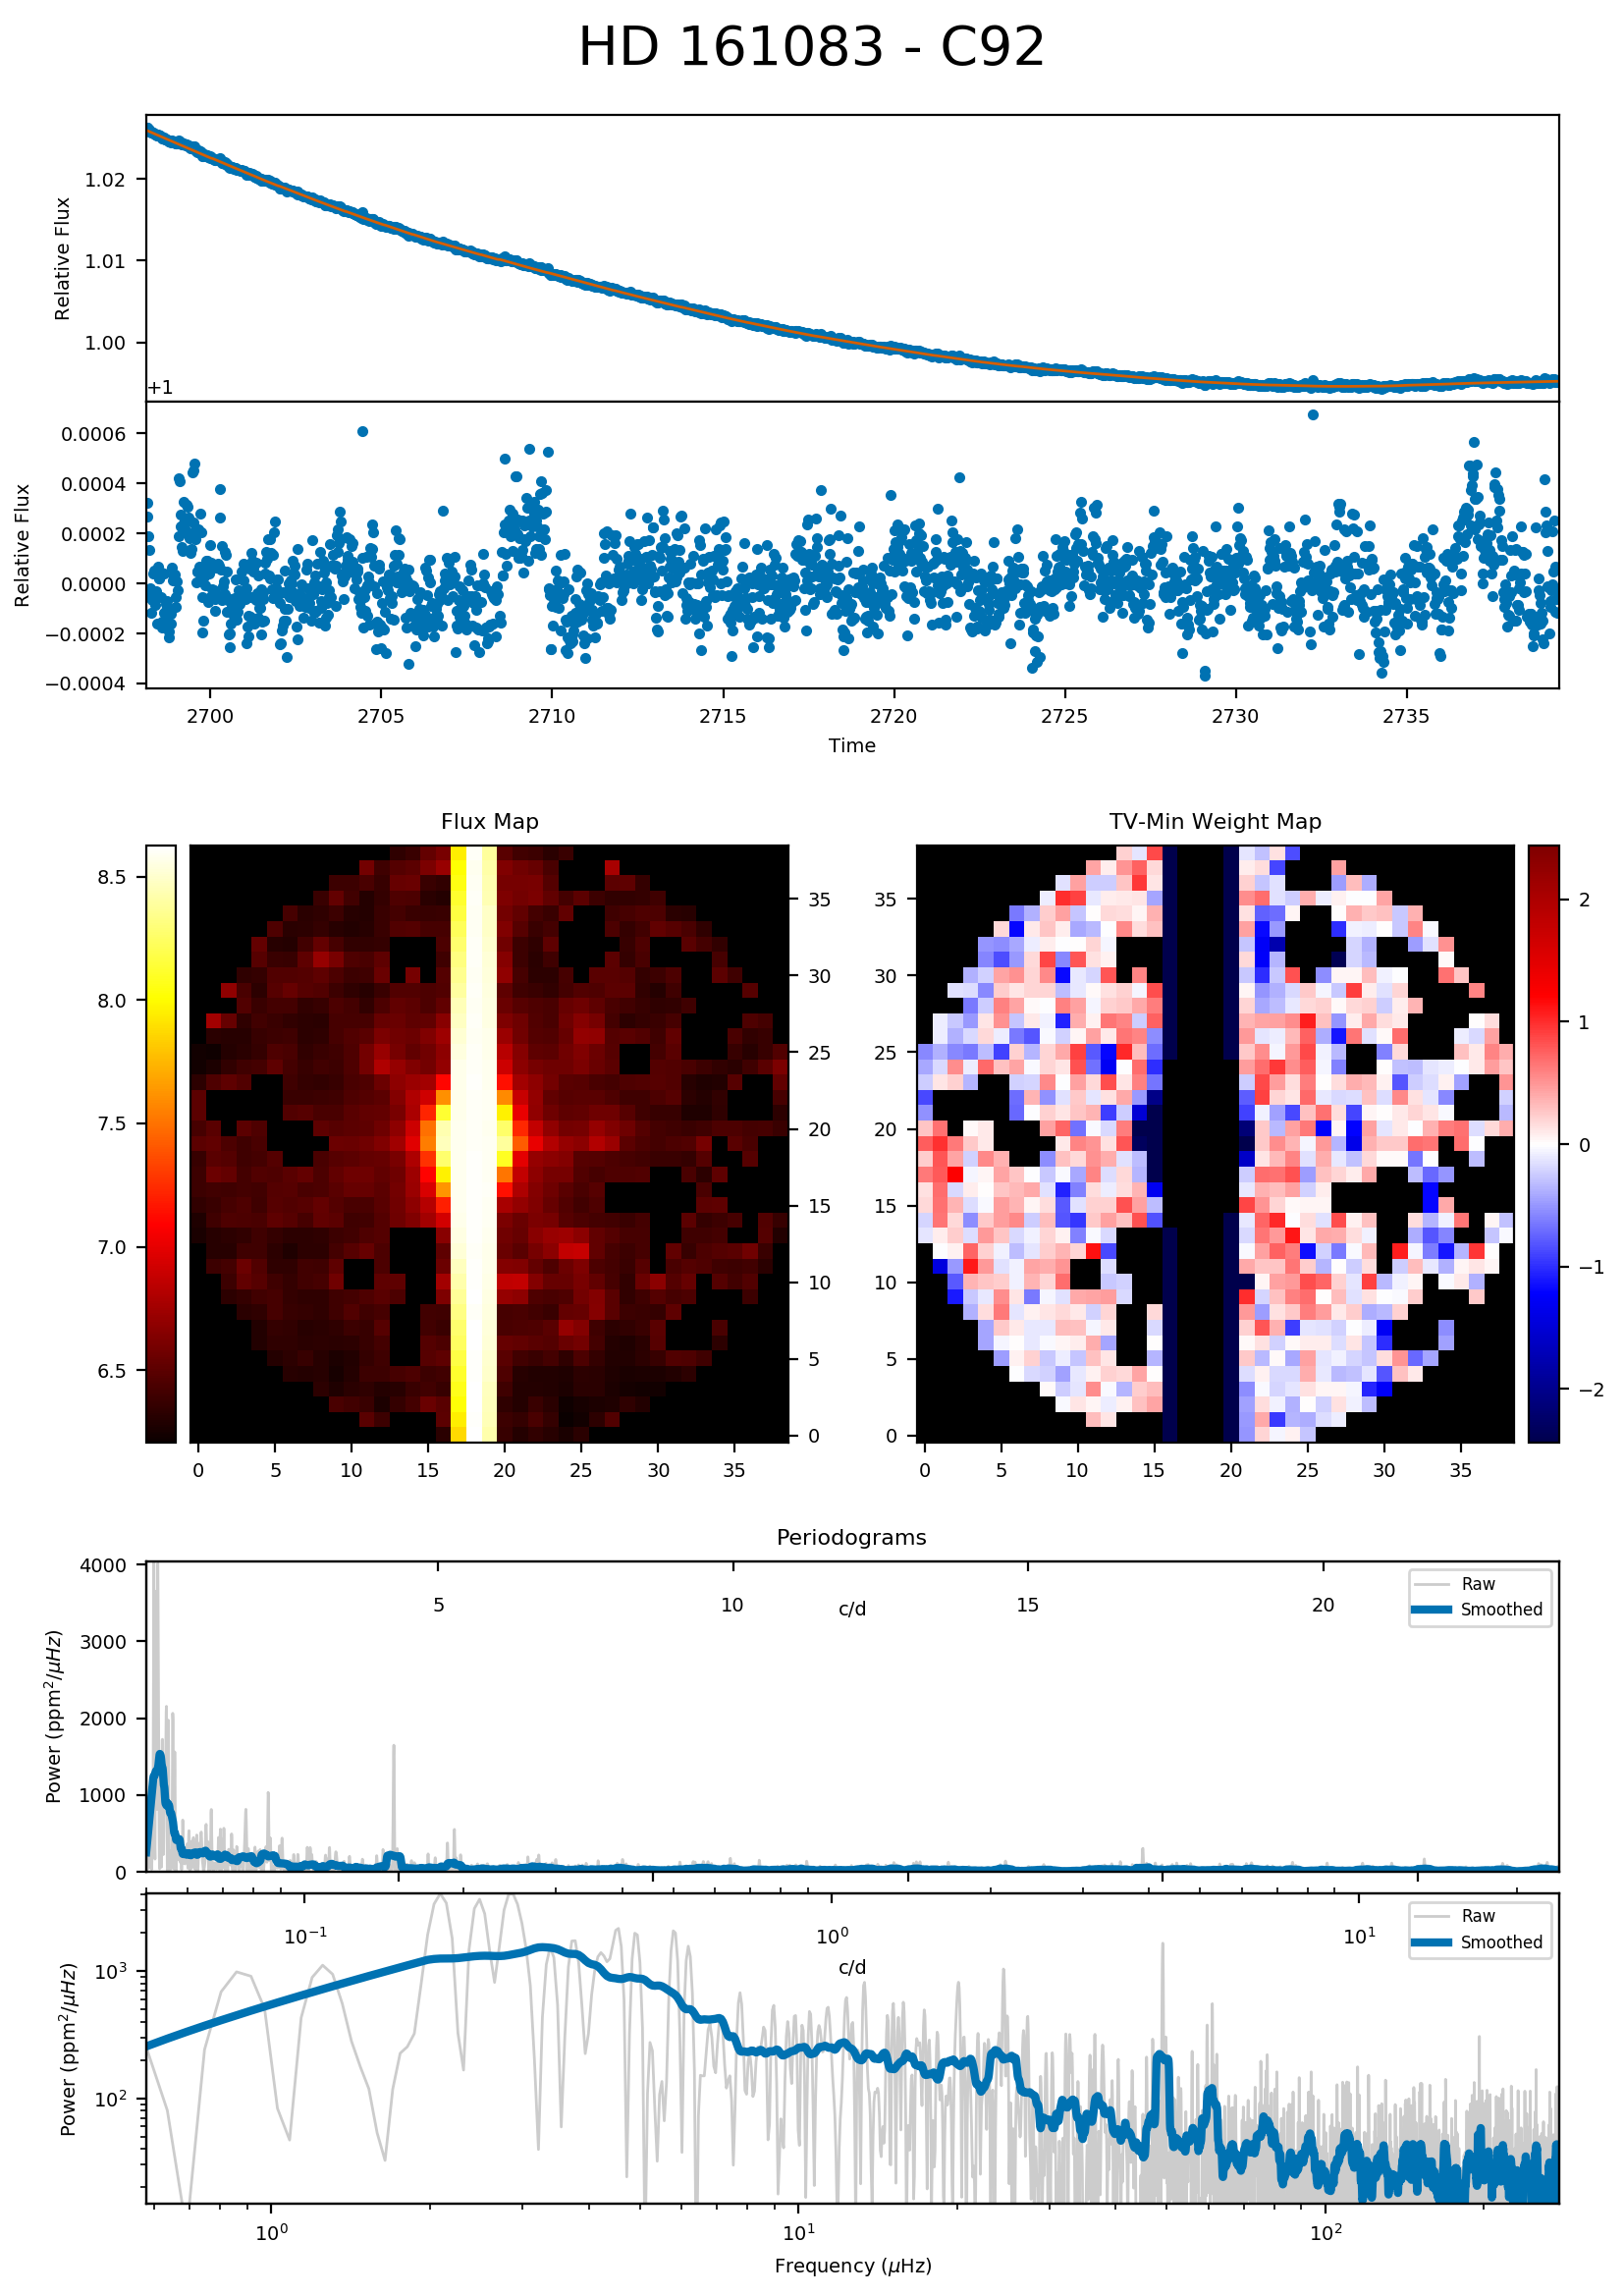 HD 161083 - C92
1.02
1.01
1.00
Relative Flux
+1
0.0006
0.0004
0.0002
0.0000
−0.0002
−0.0004
Relative Flux
2700 2705 2710 2715 2720 2725 2730 2735
Time
Flux Map
TV-Min Weight Map
8.5
8.0
7.5
7.0
6.5
35
30
25
20
15
10
5
0
0 5 10 15 20 25 30 35
35
30
25
20
15
10
5
0
0 5 10 15 20 25 30 35
2
1
0
−1
−2
Periodograms
4000
3000
2000
1000
0
Power (ppm²/μHz)
5 10 15 20
c/d
Raw
Smoothed
10³
10²
Power (ppm²/μHz)
10⁻¹ 10⁰ 10¹
c/d
Raw
Smoothed
10⁰ 10¹ 10²
Frequency (μHz)